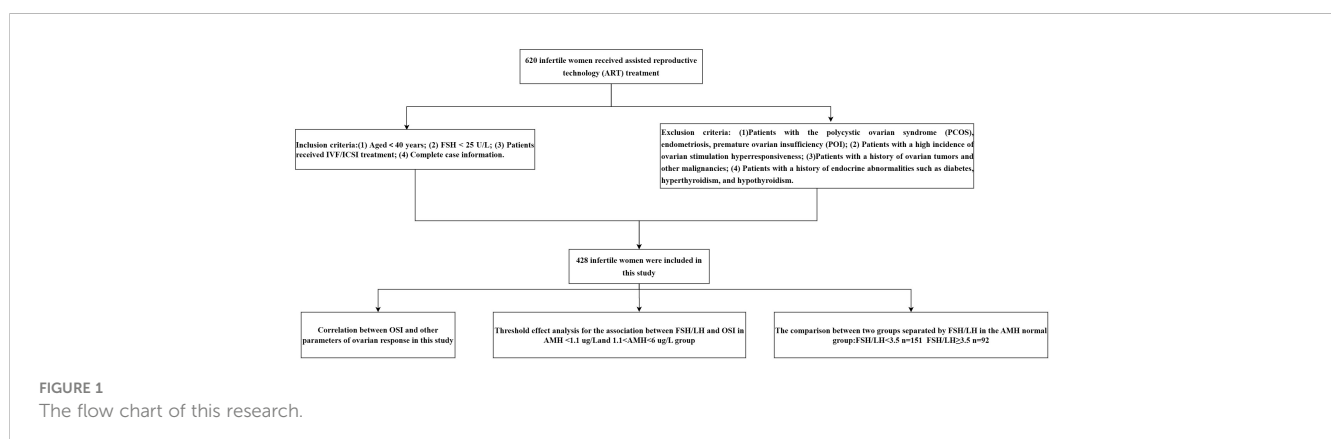 620 infertile women received assisted reproductive
technology (ART) treatment
Inclusion criteria:(1) Aged < 40 years; (2) FSH < 25 U/L; (3) Patients
received IVF/ICSI treatment; (4) Complete case information.
Exclusion criteria: (1)Patients with the polycystic ovarian syndrome (PCOS),
endometriosis, premature ovarian insufficiency (POI); (2) Patients with a high incidence of
ovarian stimulation hyperresponsiveness; (3)Patients with a history of ovarian tumors and
other malignancies; (4) Patients with a history of endocrine abnormalities such as diabetes,
hyperthyroidism, and hypothyroidism.
428 infertile women were included in
this study
Correlation between OSI and other
parameters of ovarian response in this study
Threshold effect analysis for the association between FSH/LH and OSI in
AMH <1.1 ug/Land 1.1<AMH<6 ug/L group
The comparison between two groups separated by FSH/LH in the AMH normal
group:FSH/LH<3.5 n=151 FSH/LH≥3.5 n=92
FIGURE 1
The flow chart of this research.